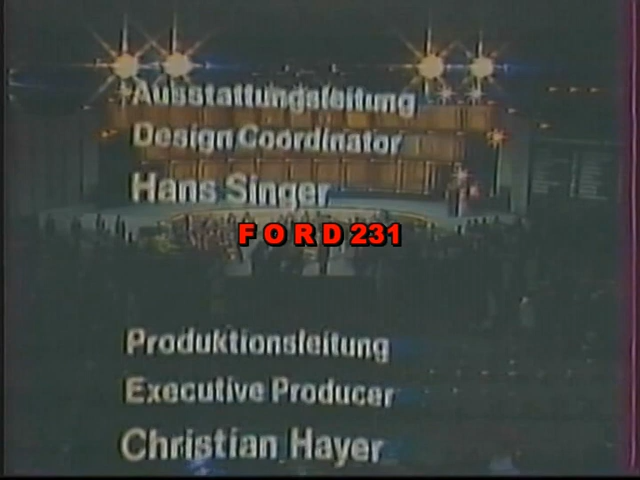 Ausstattungsleitung
Design Coordinator
Hans Singer
F O R D 231
Produktionsleitung
Executive Producer
Christian Hayer